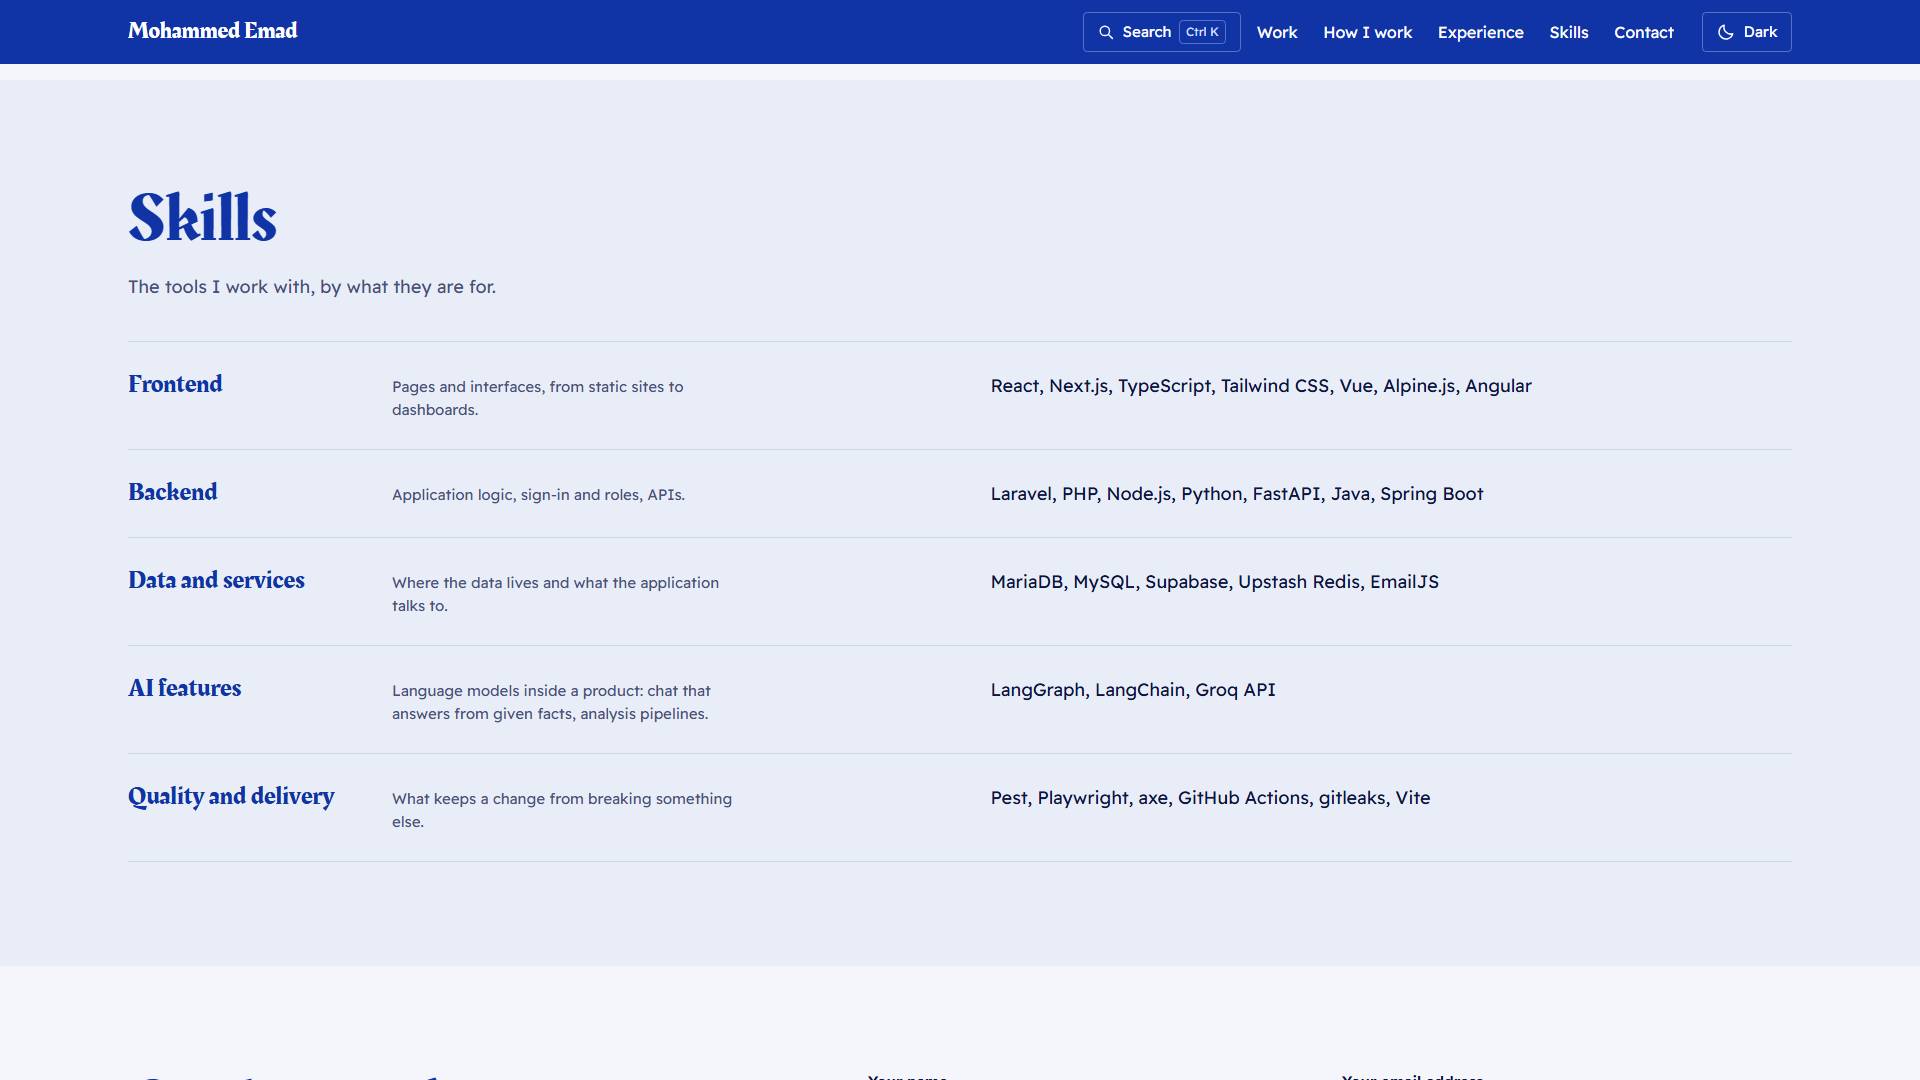 Mohammed Emad
Search Ctrl K
Work
How I work
Experience
Skills
Contact
Dark
Skills
The tools I work with, by what they are for.
Frontend
Pages and interfaces, from static sites to
dashboards.
React, Next.js, TypeScript, Tailwind CSS, Vue, Alpine.js, Angular
Backend
Application logic, sign-in and roles, APIs.
Laravel, PHP, Node.js, Python, FastAPI, Java, Spring Boot
Data and services
Where the data lives and what the application
talks to.
MariaDB, MySQL, Supabase, Upstash Redis, EmailJS
AI features
Language models inside a product: chat that
answers from given facts, analysis pipelines.
LangGraph, LangChain, Groq API
Quality and delivery
What keeps a change from breaking something
else.
Pest, Playwright, axe, GitHub Actions, gitleaks, Vite